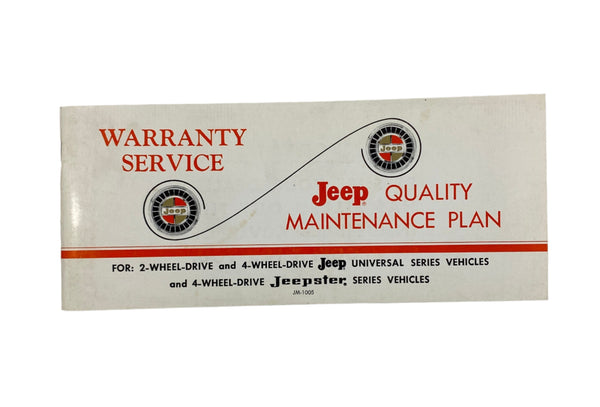 WARRANTY
SERVICE
Jeep
Jeep
Jeep® QUALITY
MAINTENANCE PLAN
FOR: 2-WHEEL-DRIVE and 4-WHEEL-DRIVE Jeep® UNIVERSAL SERIES VEHICLES
and 4-WHEEL-DRIVE Jeepster® SERIES VEHICLES
JM-1005